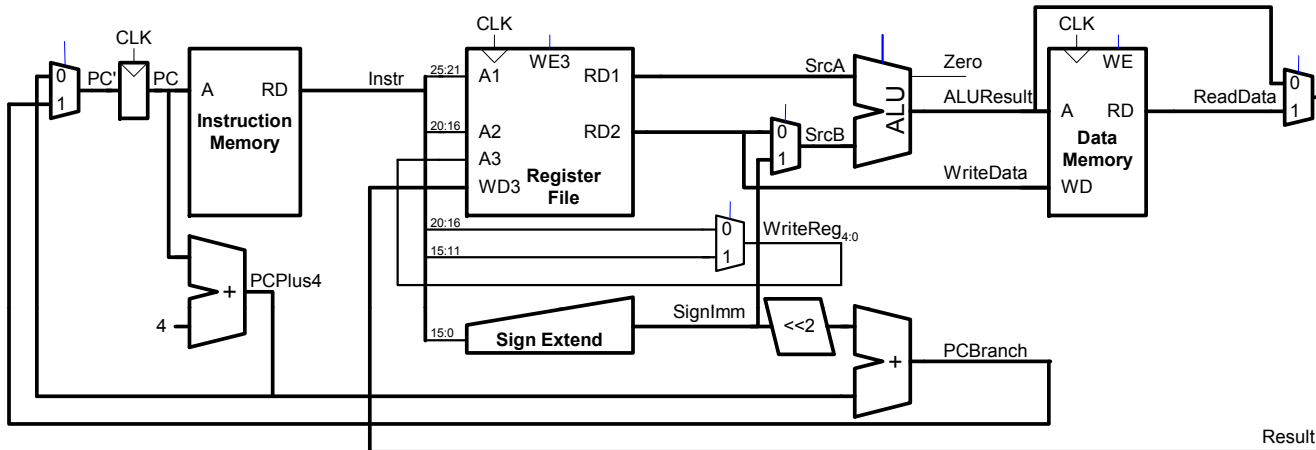 CLK
CLK
CLK
0
1
PC'
PC
A
RD
Instruction
Memory
Instr
25:21
20:16
A1
A2
A3
WD3
WE3
RD1
RD2
Register
File
20:16
15:11
15:0
0
1
WriteReg4:0
Sign Extend
SignImm
<<2
SrcA
0
1
SrcB
ALU
Zero
ALUResult
WriteData
WE
A
RD
Data
Memory
WD
ReadData
0
1
4
+
PCPlus4
+
PCBranch
Result